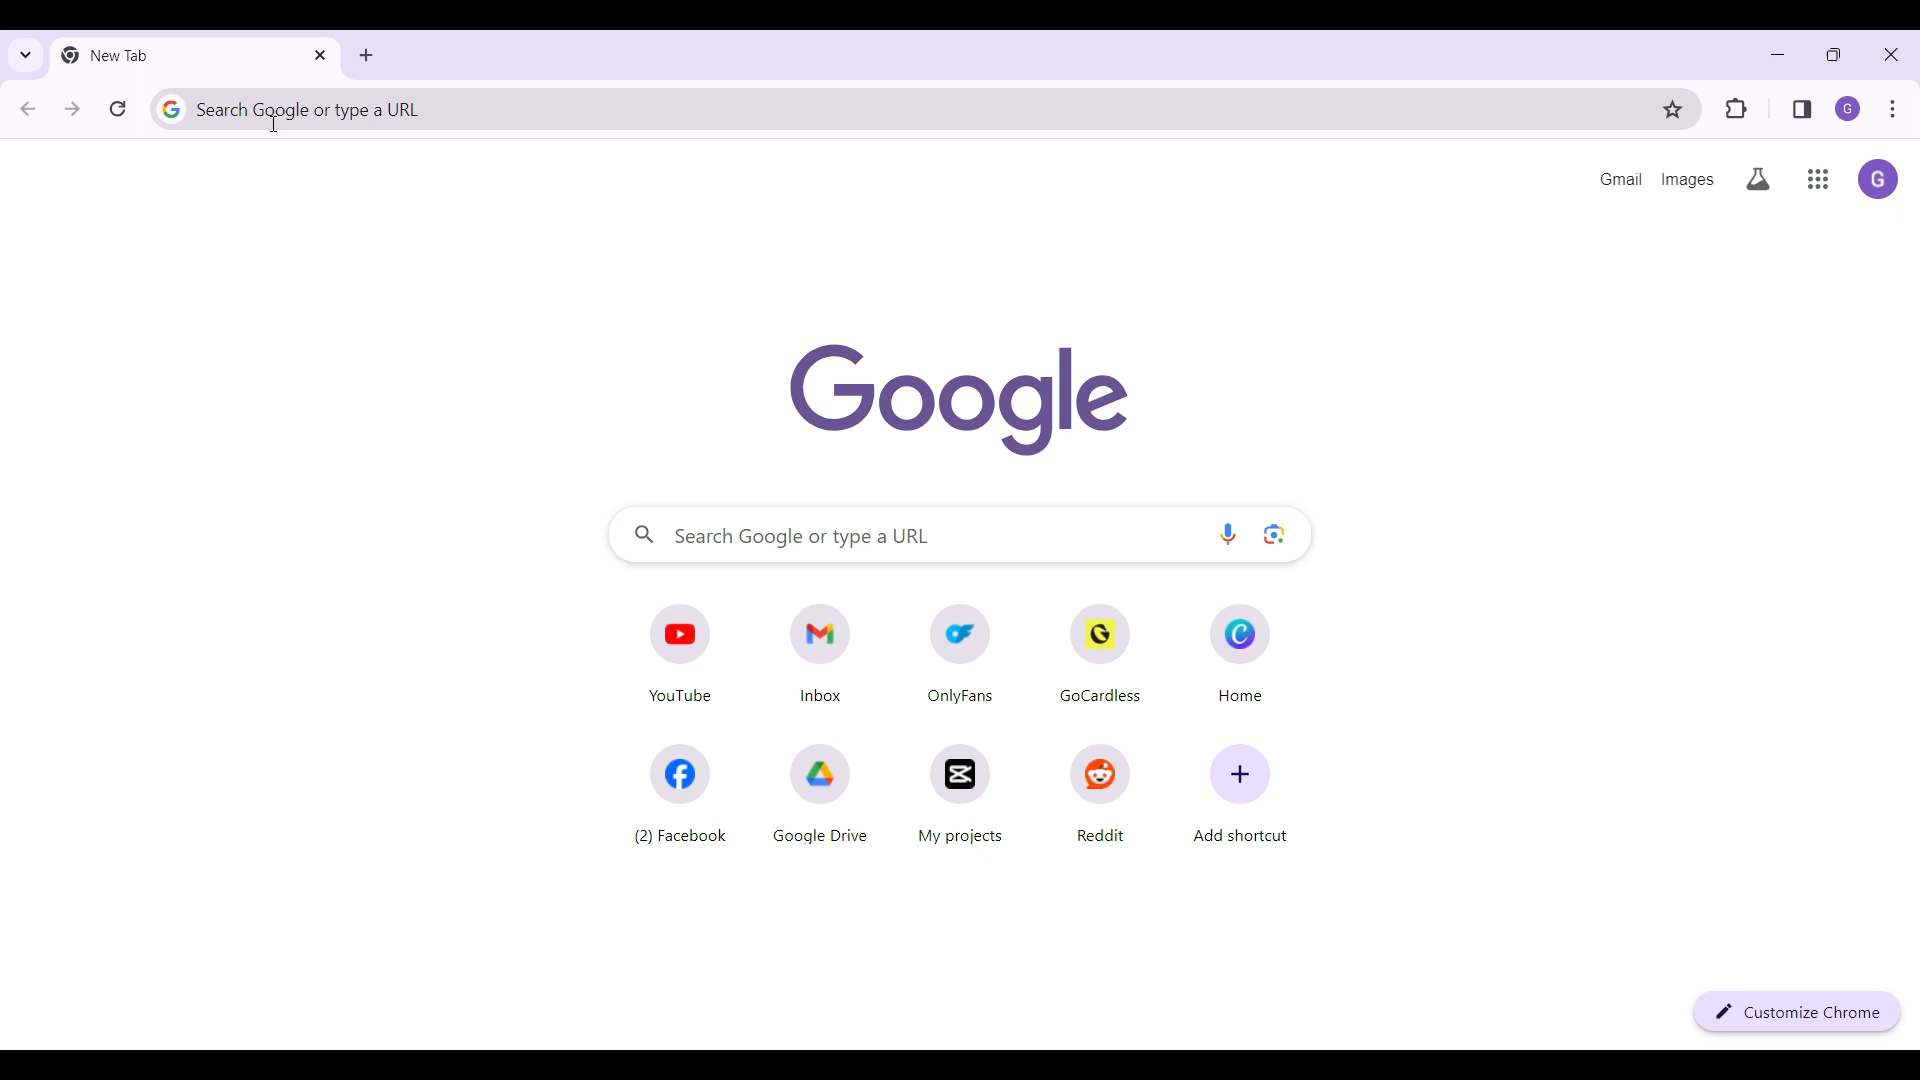 New Tab
Search Google or type a URL
G
Gmail Images
G
Google
Search Google or type a URL
YouTube
Inbox
OnlyFans
GoCardless
Home
(2) Facebook
Google Drive
My projects
Reddit
Add shortcut
Customize Chrome